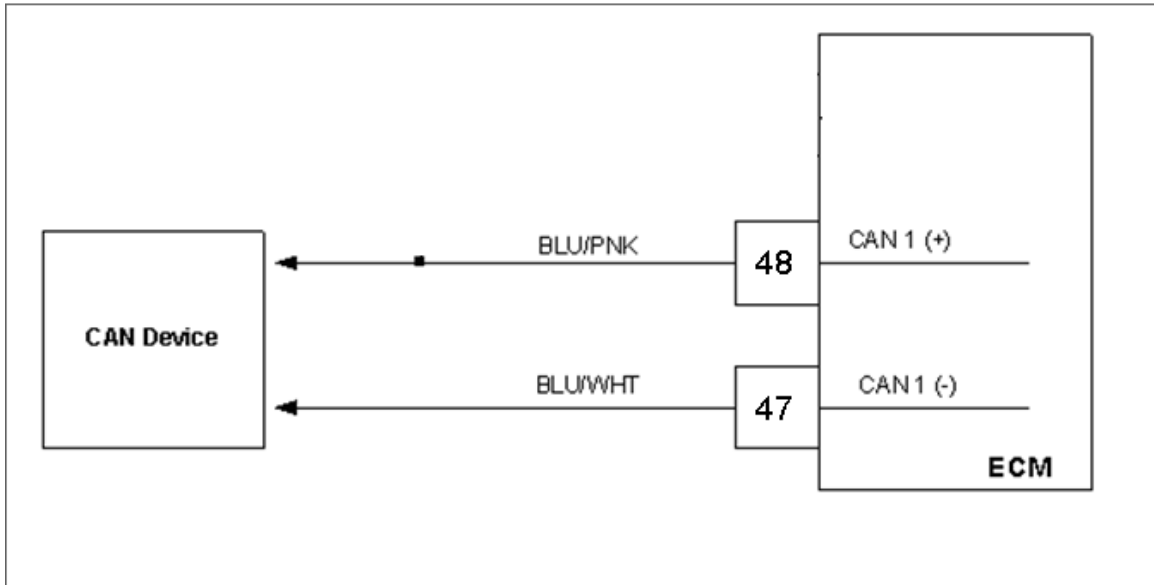 BLU/PNK
48
CAN 1 (+)
CAN Device
BLU/WHT
47
CAN 1 (-)
ECM